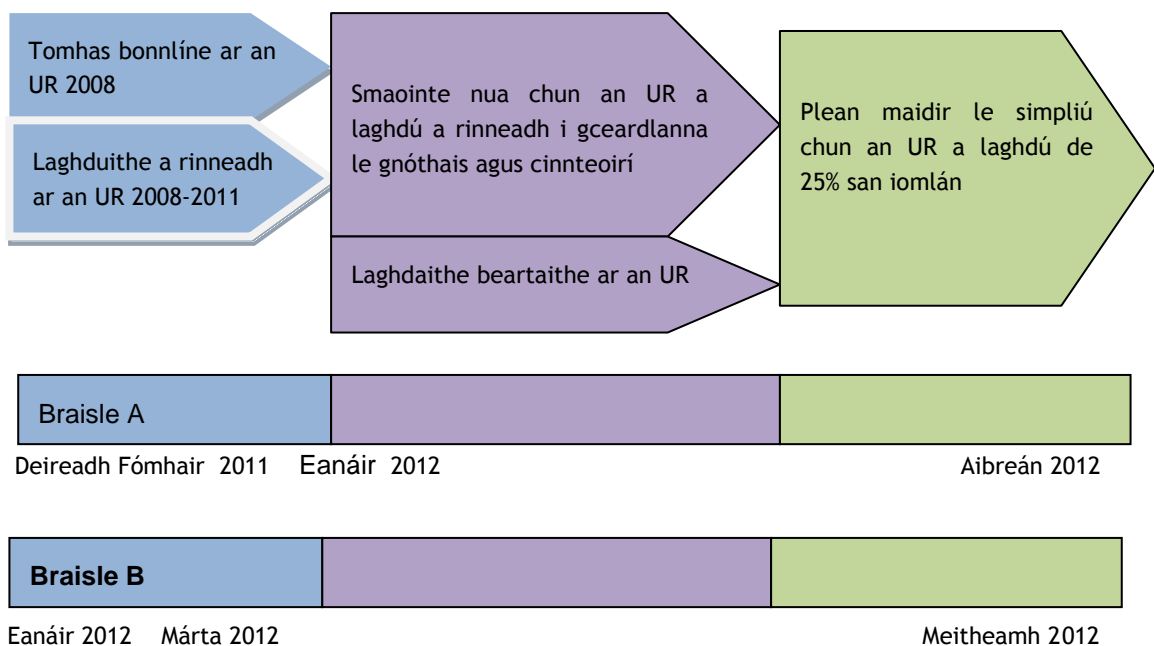 Tomhas bonnlíne ar an
UR 2008
Laghduithe a rinneadh
ar an UR 2008-2011
Smaointe nua chun an UR a
laghdú a rinneadh i gceardlanna
le gnóthais agus cinnteoirí
Laghdaithe beartaithe ar an UR
Plean maidir le simpliú
chun an UR a laghdú de
25% san iomlán
Braisle A
Deireadh Fómhair 2011 Eanáir 2012 Aibreán 2012
Braisle B
Eanáir 2012 Márta 2012 Meitheamh 2012